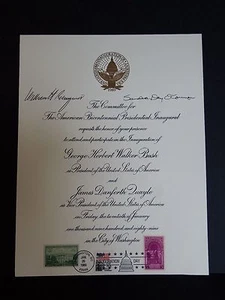 The Committee for
The American Bicentennial Presidential Inaugural
requests the honor of your presence
to attend and participate in the Inauguration of
George Herbert Walker Bush
as President of the United States of America
and
James Danforth Quayle
as Vice President of the United States of America
on Friday, the twentieth of January
one thousand nine hundred and eighty-nine
in the City of Washington